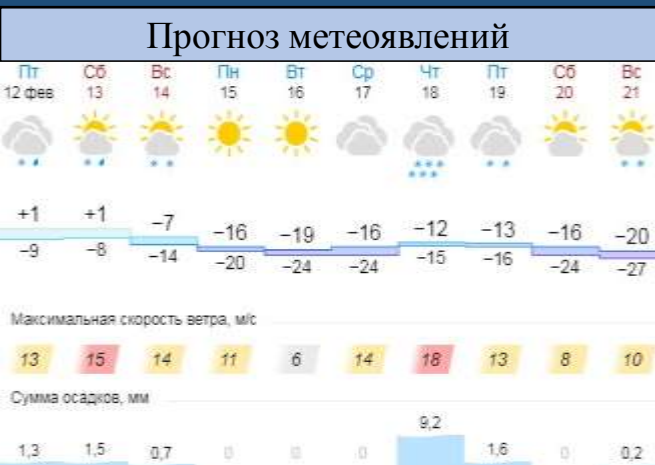 Прогноз метеоявлений
Пт Сб Вс Пн Вт Ср Чт Пт Сб Вс
12 фев 13 14 15 16 17 18 19 20 21
+1 +1 −7 −16 −19 −16 −12 −13 −16 −20
−9 −8 −14 −20 −24 −24 −15 −16 −24 −27
Максимальная скорость ветра, м/с
13 15 14 11 6 14 18 13 8 10
Сумма осадков, мм
1,3 1,5 0,7 0 0 0 9,2 1,6 0 0,2